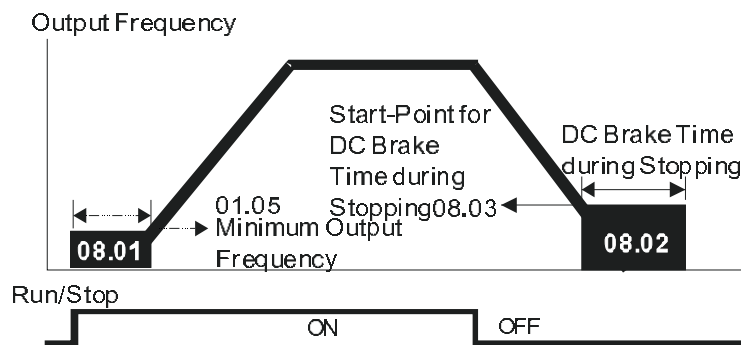 Output Frequency
Start-Point for
DC Brake
Time during
Stopping08.03
DC Brake Time
during Stopping
01.05
Minimum Output
Frequency
08.01
08.02
Run/Stop
ON
OFF